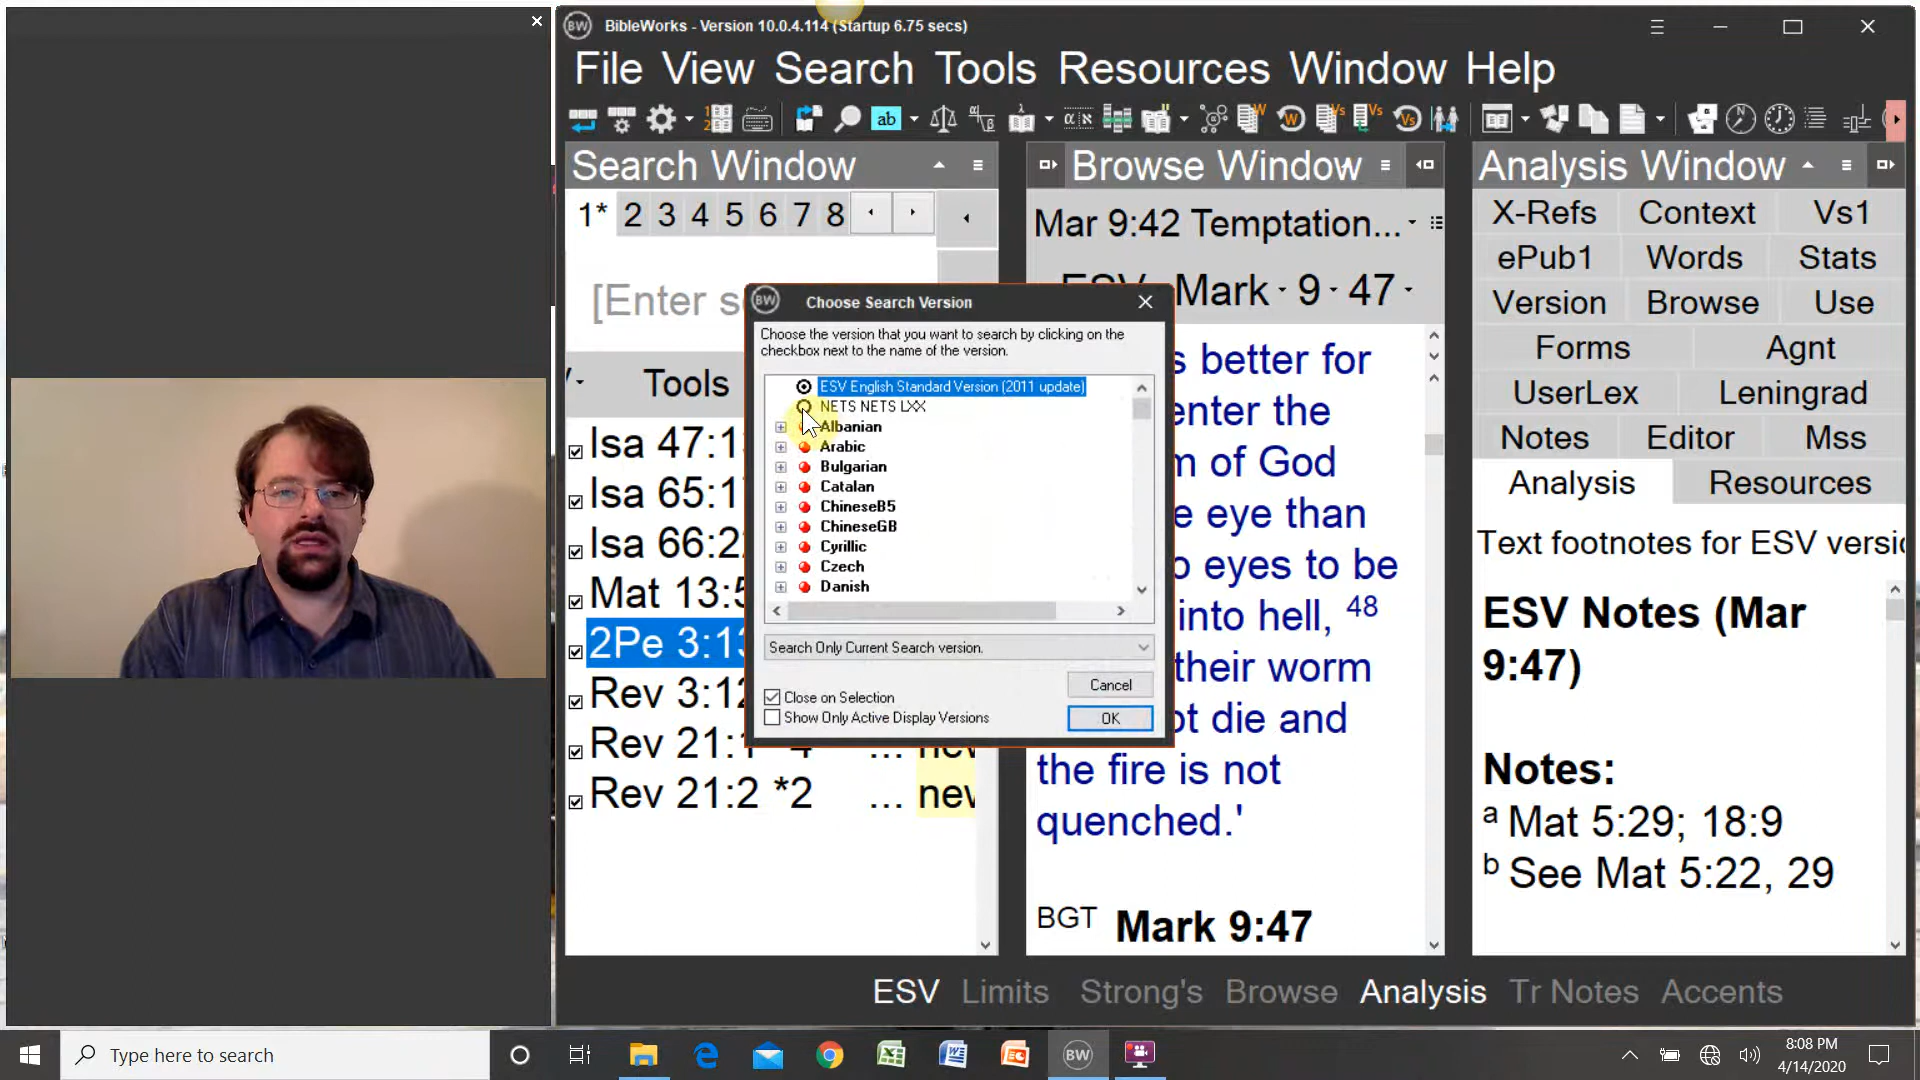 BibleWorks - Version 10.0.4.114 (Startup 6.75 secs)
File View Search Tools Resources Window Help
Search Window
1* 2 3 4 5 6 7 8
[Enter s
Tools
Isa 47:1
Isa 65:1
Isa 66:2
Mat 13:5
2Pe 3:13
Rev 3:12
Rev 21:1 *4 ... new
Rev 21:2 *2 ... new
Choose Search Version
Choose the version that you want to search by clicking on the
checkbox next to the name of the version.
ESV English Standard Version (2011 update)
NETS NETS LXX
Albanian
Arabic
Bulgarian
Catalan
ChineseB5
ChineseGB
Cyrillic
Czech
Danish
Search Only Current Search version.
Close on Selection
Show Only Active Display Versions
Cancel
OK
Browse Window
Mar 9:42 Temptation...
ESV Mark 9 47
s better for
enter the
m of God
e eye than
o eyes to be
into hell, 48
their worm
ot die and
the fire is not
quenched.'
BGT Mark 9:47
Analysis Window
X-Refs Context Vs1
ePub1 Words Stats
Version Browse Use
Forms Agnt
UserLex Leningrad
Notes Editor Mss
Analysis Resources
Text footnotes for ESV versio
ESV Notes (Mar
9:47)
Notes:
a Mat 5:29; 18:9
b See Mat 5:22, 29
ESV Limits Strong's Browse Analysis Tr Notes Accents
Type here to search
BW
8:08 PM
4/14/2020